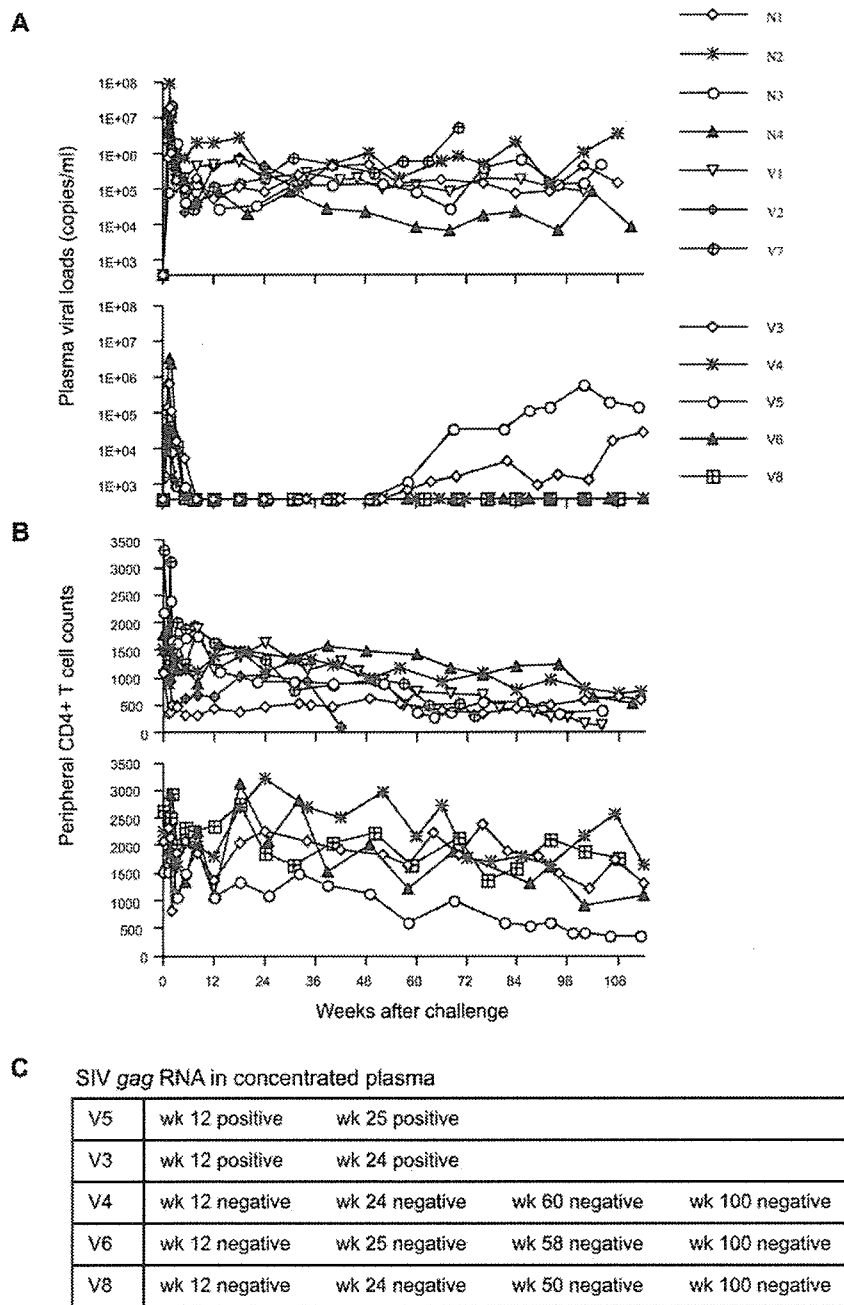 A
Plasma viral loads (copies/ml)
1E+08
1E+07
1E+06
1E+05
1E+04
1E+03
N1
N2
N3
N4
V1
V2
V7
1E+08
1E+07
1E+06
1E+05
1E+04
1E+03
V3
V4
V5
V6
V8
B
Peripheral CD4+ T cell counts
3500
3000
2500
2000
1500
1000
500
0
3500
3000
2500
2000
1500
1000
500
0
0 12 24 36 48 60 72 84 98 108
Weeks after challenge
C
SIV gag RNA in concentrated plasma
V5 wk 12 positive wk 25 positive
V3 wk 12 positive wk 24 positive
V4 wk 12 negative wk 24 negative wk 60 negative wk 100 negative
V6 wk 12 negative wk 25 negative wk 58 negative wk 100 negative
V8 wk 12 negative wk 24 negative wk 50 negative wk 100 negative